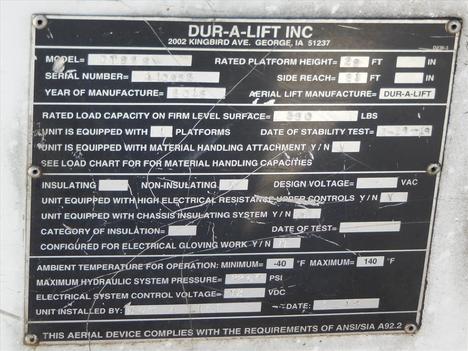 DUR-A-LIFT INC
2002 KINGBIRD AVE. GEORGE, IA 51237
MODEL: RATED PLATFORM HEIGHT: FT IN
SERIAL NUMBER: SIDE REACH: FT IN
YEAR OF MANUFACTURE: AERIAL LIFT MANUFACTURE: DUR-A-LIFT
RATED LOAD CAPACITY ON FIRM LEVEL SURFACE: LBS
UNIT IS EQUIPPED WITH 1 PLATFORMS DATE OF STABILITY TEST:
UNIT IS EQUIPPED WITH MATERIAL HANDLING ATTACHMENT Y / N
SEE LOAD CHART FOR FOR MATERIAL HANDLING CAPACITIES
INSULATING NON-INSULATING. DESIGN VOLTAGE= VAC
UNIT EQUIPPED WITH HIGH ELECTRICAL RESISTANCE UPPER CONTROLS Y / N
UNIT EQUIPPED WITH CHASSIS INSULATING SYSTEM Y / N
CATEGORY OF INSULATION= DATE OF TEST=
CONFIGURED FOR ELECTRICAL GLOVING WORK Y / N
AMBIENT TEMPERATURE FOR OPERATION: MINIMUM= -40 °F MAXIMUM= 140 °F
MAXIMUM HYDRAULIC SYSTEM PRESSURE= PSI
ELECTRICAL SYSTEM CONTROL VOLTAGE= VDC
UNIT INSTALLED BY: DATE:
THIS AERIAL DEVICE COMPLIES WITH THE REQUIREMENTS OF ANSI/SIA A92.2